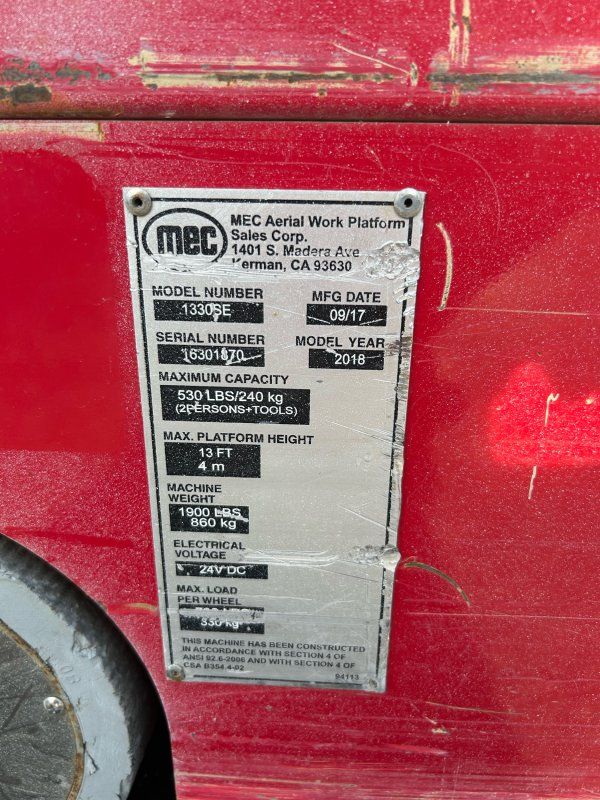 mec
MEC Aerial Work Platform
Sales Corp.
1401 S. Madera Ave
Kerman, CA 93630
MODEL NUMBER
1330SE
MFG DATE
09/17
SERIAL NUMBER
16301870
MODEL YEAR
2018
MAXIMUM CAPACITY
530 LBS/240 kg
(2PERSONS+TOOLS)
MAX. PLATFORM HEIGHT
13 FT
4 m
MACHINE
WEIGHT
1900 LBS
860 kg
ELECTRICAL
VOLTAGE
24V DC
MAX. LOAD
PER WHEEL
330 kg
THIS MACHINE HAS BEEN CONSTRUCTED
IN ACCORDANCE WITH SECTION 4 OF
ANSI 92.6-2006 AND WITH SECTION 4 OF
CSA B354.4-02
94113